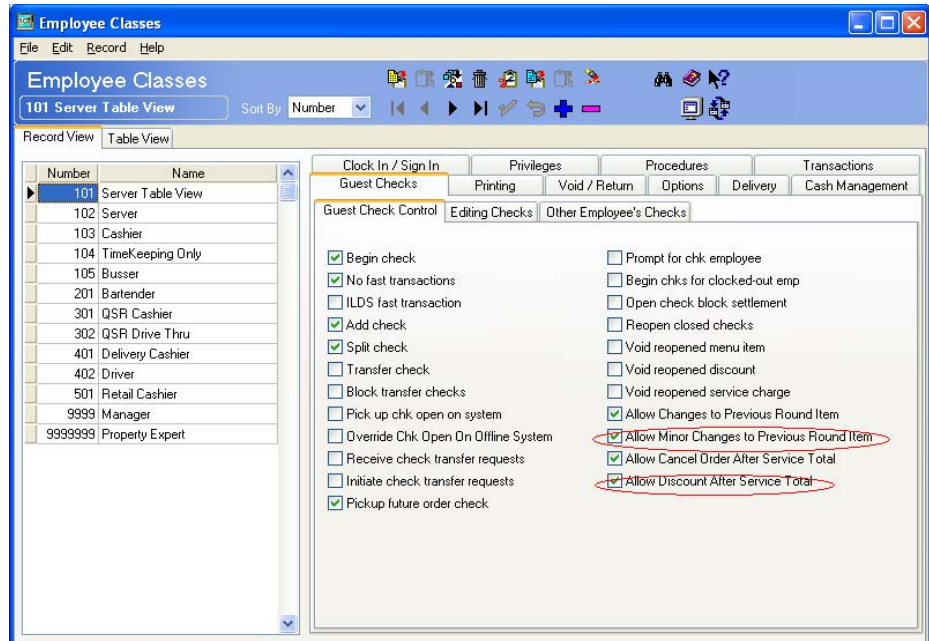 Employee Classes
File Edit Record Help
Employee Classes
101 Server Table View
Sort By Number
Record View Table View
Number Name
101 Server Table View
102 Server
103 Cashier
104 TimeKeeping Only
105 Busser
201 Bartender
301 QSR Cashier
302 QSR Drive Thru
401 Delivery Cashier
402 Driver
501 Retail Cashier
9999 Manager
9999999 Property Expert
Clock In / Sign In Privileges Procedures Transactions
Guest Checks Printing Void / Return Options Delivery Cash Management
Guest Check Control Editing Checks Other Employee's Checks
Begin check
No fast transactions
ILDS fast transaction
Add check
Split check
Transfer check
Block transfer checks
Pick up chk open on system
Override Chk Open On Offline System
Receive check transfer requests
Initiate check transfer requests
Pickup future order check
Prompt for chk employee
Begin chks for clocked-out emp
Open check block settlement
Reopen closed checks
Void reopened menu item
Void reopened discount
Void reopened service charge
Allow Changes to Previous Round Item
Allow Minor Changes to Previous Round Item
Allow Cancel Order After Service Total
Allow Discount After Service Total